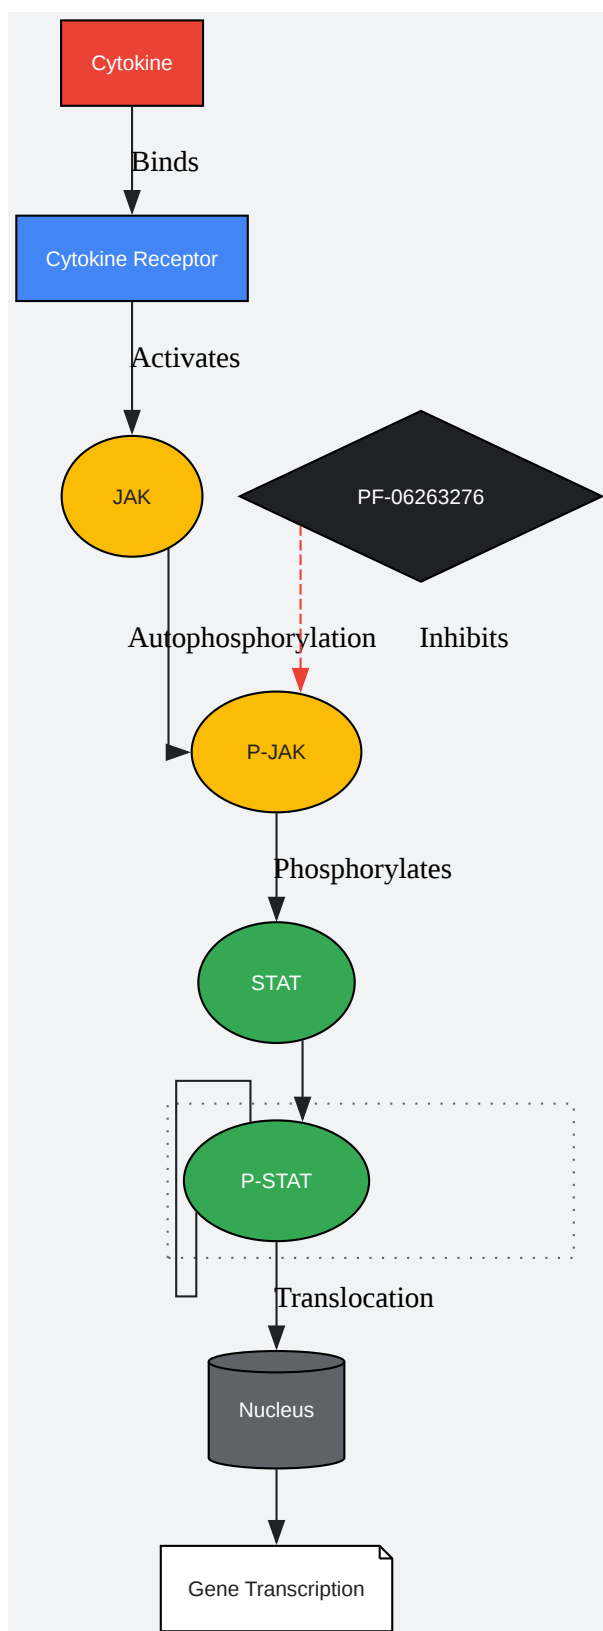 Cytokine
Binds
Cytokine Receptor
Activates
JAK
PF-06263276
Autophosphorylation
Inhibits
P-JAK
Phosphorylates
STAT
P-STAT
Translocation
Nucleus
Gene Transcription